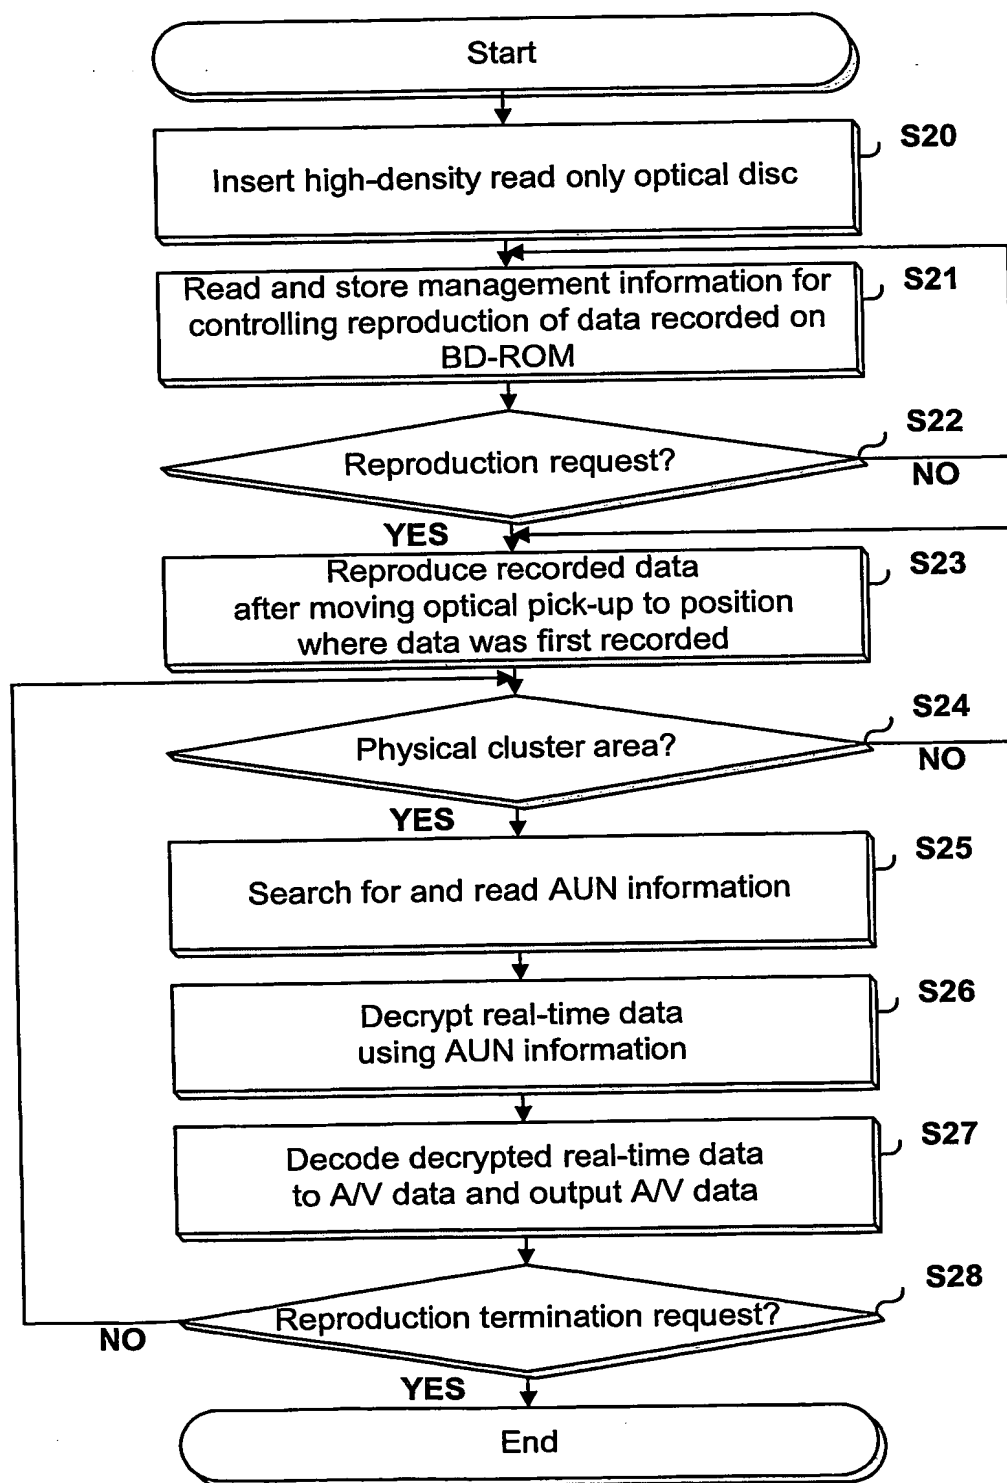 Start
S20
Insert high-density read only optical disc
S21
Read and store management information for
controlling reproduction of data recorded on
BD-ROM
S22
Reproduction request?
NO
YES
S23
Reproduce recorded data
after moving optical pick-up to position
where data was first recorded
S24
Physical cluster area?
NO
YES
S25
Search for and read AUN information
S26
Decrypt real-time data
using AUN information
S27
Decode decrypted real-time data
to A/V data and output A/V data
S28
Reproduction termination request?
NO
YES
End